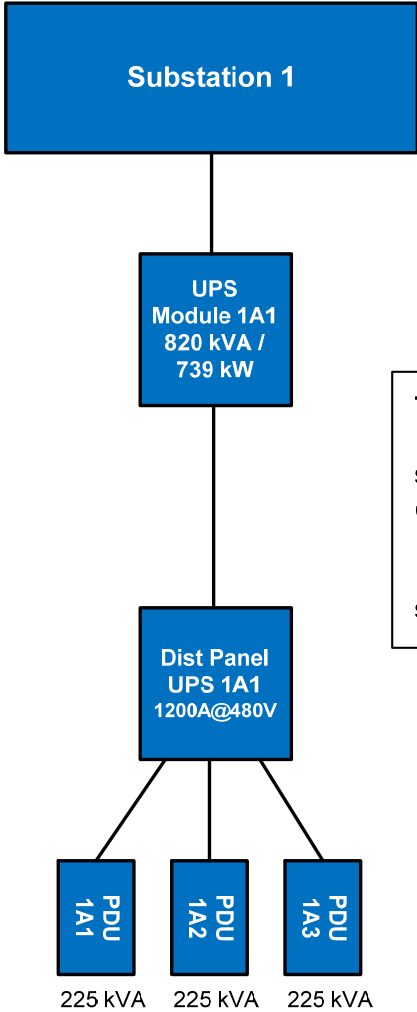 Substation 1
UPS
Module 1A1
820 kVA /
739 kW
Dist Panel
UPS 1A1
1200A@480V
PDU
1A1
PDU
1A2
PDU
1A3
225 kVA
225 kVA
225 kVA